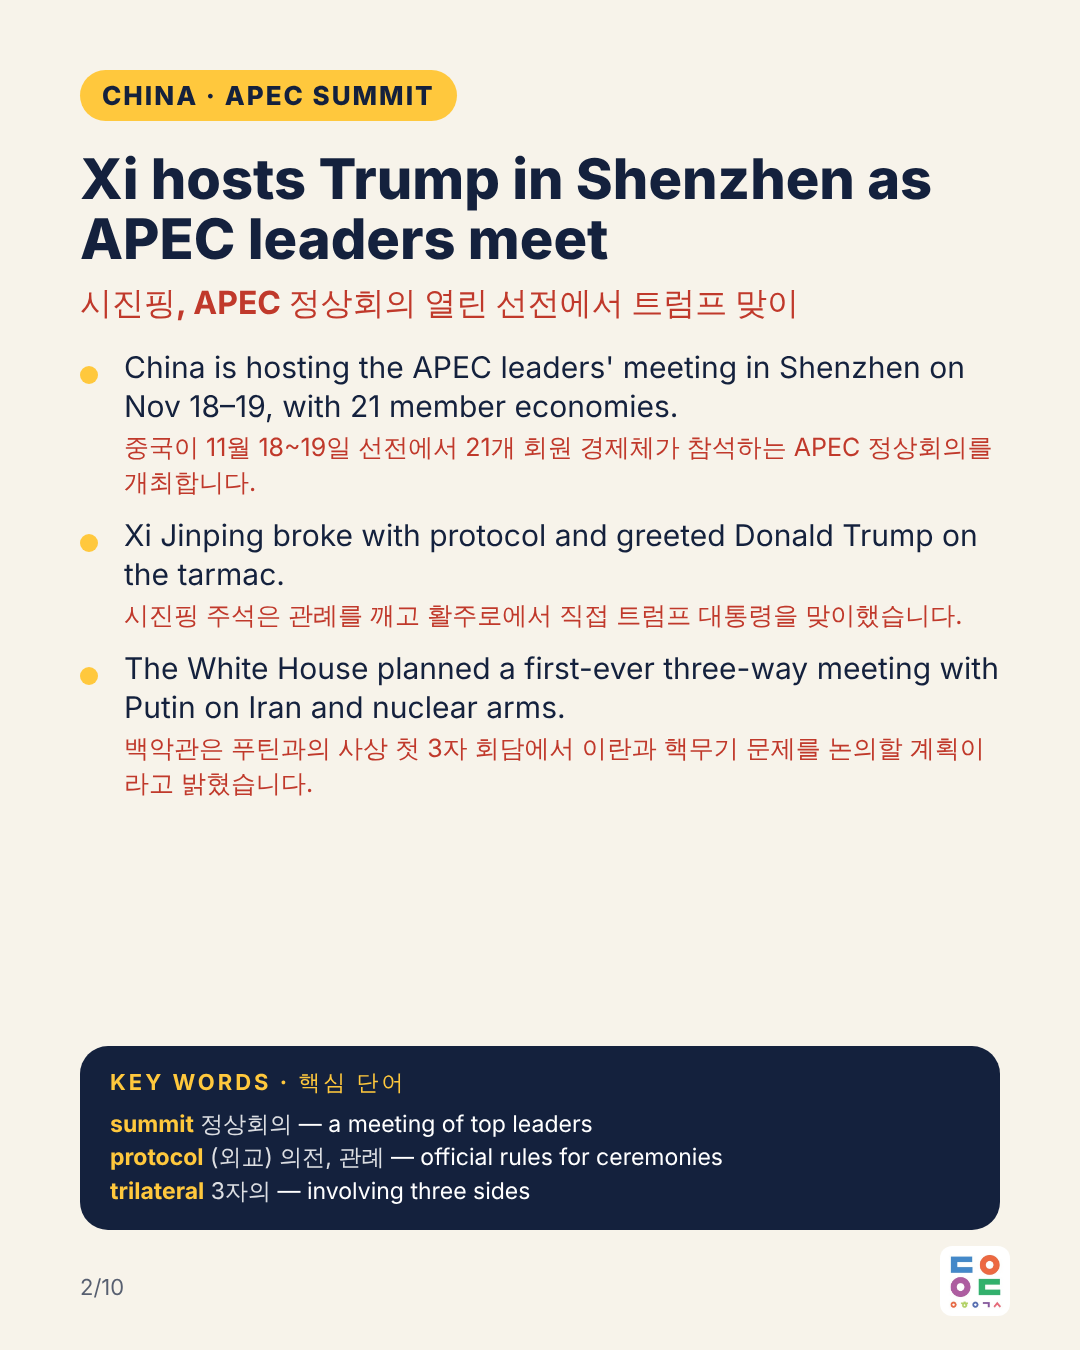 CHINA · APEC SUMMIT
Xi hosts Trump in Shenzhen as
APEC leaders meet
시진핑, APEC 정상회의 열린 선전에서 트럼프 맞이
China is hosting the APEC leaders' meeting in Shenzhen on
Nov 18–19, with 21 member economies.
중국이 11월 18~19일 선전에서 21개 회원 경제체가 참석하는 APEC 정상회의를
개최합니다.
Xi Jinping broke with protocol and greeted Donald Trump on
the tarmac.
시진핑 주석은 관례를 깨고 활주로에서 직접 트럼프 대통령을 맞이했습니다.
The White House planned a first-ever three-way meeting with
Putin on Iran and nuclear arms.
백악관은 푸틴과의 사상 첫 3자 회담에서 이란과 핵무기 문제를 논의할 계획이
라고 밝혔습니다.
KEY WORDS · 핵심 단어
summit 정상회의 — a meeting of top leaders
protocol (외교) 의전, 관례 — official rules for ceremonies
trilateral 3자의 — involving three sides
2/10